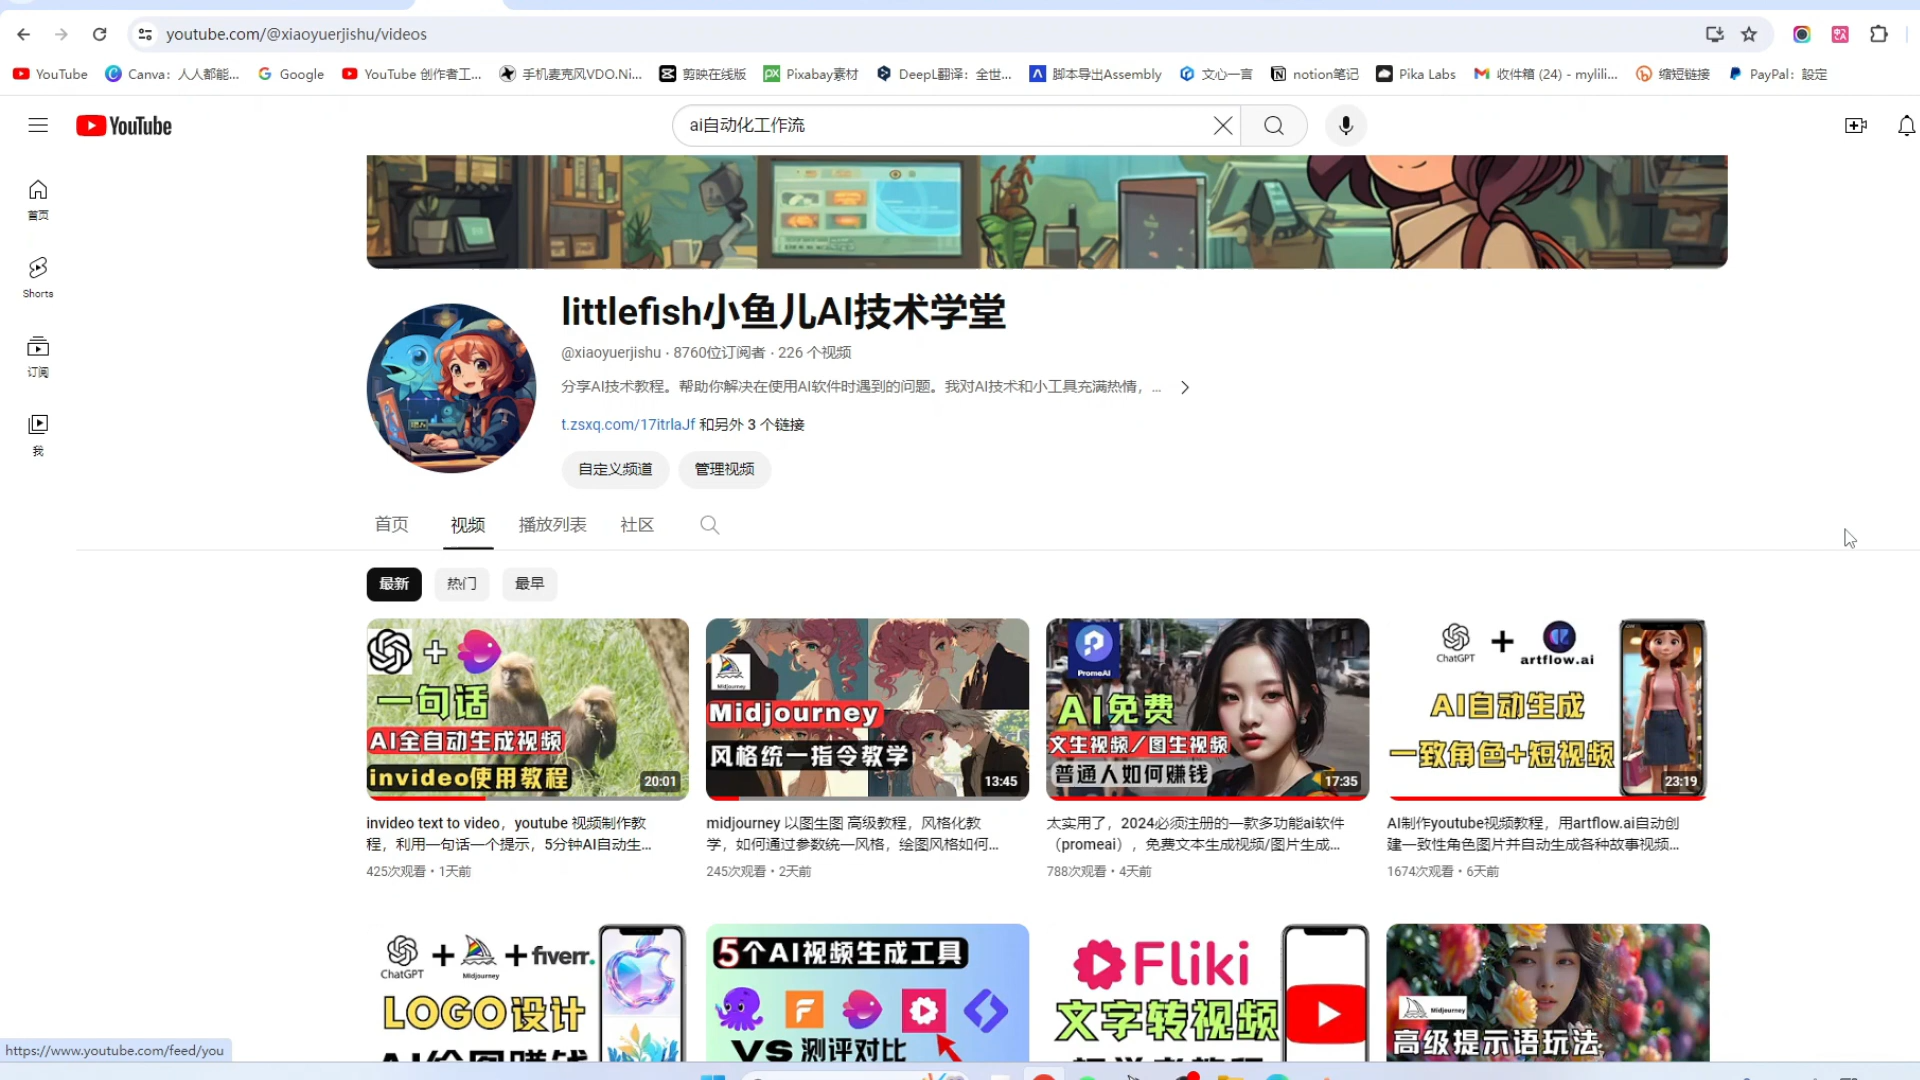 youtube.com/@xiaoyuerjishu/videos
YouTube
Canva：人人都能...
Google
YouTube 创作者工...
手机麦克风VDO.Ni...
剪映在线版
Pixabay素材
DeepL翻译：全世...
脚本导出Assembly
文心一言
notion笔记
Pika Labs
收件箱 (24) - mylili...
缩短链接
PayPal：設定
YouTube
ai自动化工作流
首页
Shorts
订阅
我
littlefish小鱼儿AI技术学堂
@xiaoyuerjishu · 8760位订阅者 · 226 个视频
分享AI技术教程。帮助你解决在使用AI软件时遇到的问题。我对AI技术和小工具充满热情，...
t.zsxq.com/17itrlaJf 和另外 3 个链接
自定义频道 管理视频
首页 视频 播放列表 社区
最新 热门 最早
一句话
AI全自动生成视频
invideo使用教程
20:01
Midjourney
Midjourney
风格统一指令教学
13:45
PromeAI
AI免费
文生视频/图生视频
普通人如何赚钱
17:35
ChatGPT + artflow.ai
AI自动生成
一致角色+短视频
23:19
invideo text to video，youtube 视频制作教
程，利用一句话一个提示，5分钟AI自动生...
425次观看 · 1天前
midjourney 以图生图 高级教程，风格化教
学，如何通过参数统一风格，绘图风格如何...
245次观看 · 2天前
太实用了，2024必须注册的一款多功能ai软件
（promeai），免费文本生成视频/图片生成...
788次观看 · 4天前
AI制作youtube视频教程，用artflow.ai自动创
建一致性角色图片并自动生成各种故事视频...
1674次观看 · 6天前
ChatGPT + Midjourney + fiverr.
LOGO设计
AI绘图赚钱
5个AI视频生成工具
VS 测评对比
Fliki
文字转视频
Midjourney
高级提示语玩法
https://www.youtube.com/feed/you